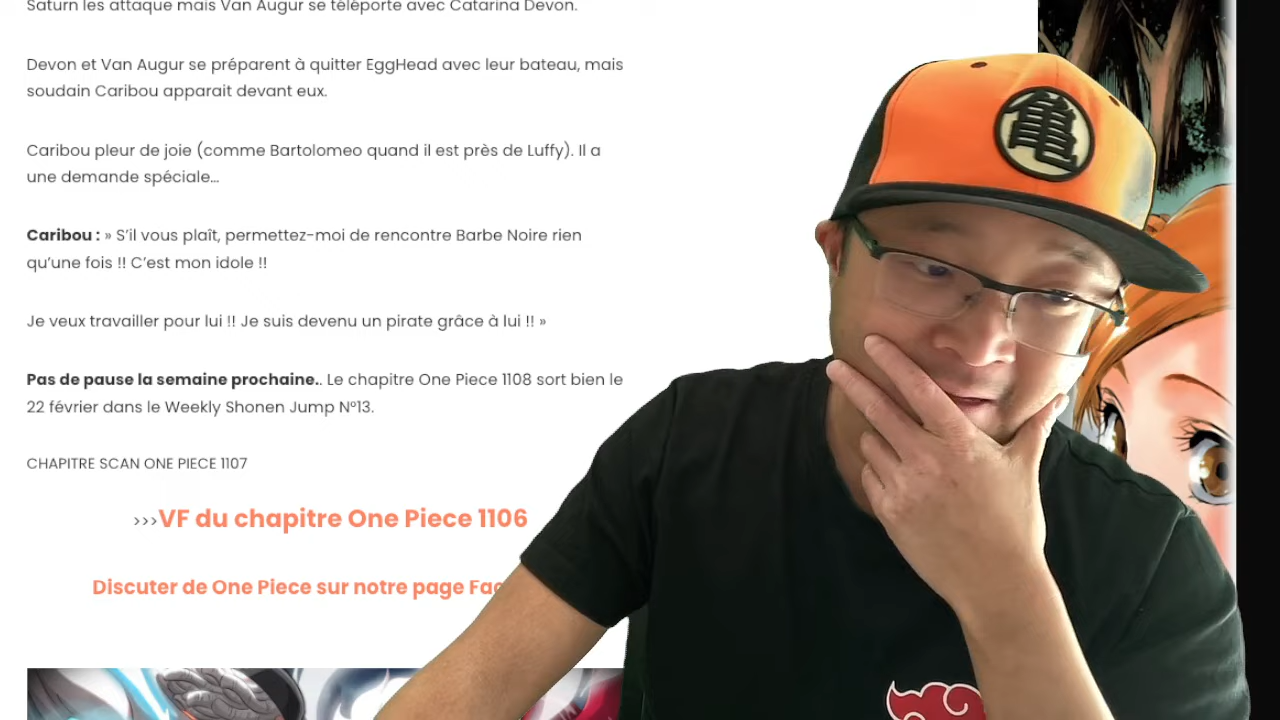 Saturn les attaque mais Van Augur se téléporte avec Catarina Devon.
Devon et Van Augur se préparent à quitter EggHead avec leur bateau, mais
soudain Caribou apparait devant eux.
Caribou pleur de joie (comme Bartolomeo quand il est près de Luffy). Il a
une demande spéciale…
Caribou : » S’il vous plaît, permettez-moi de rencontre Barbe Noire rien
qu’une fois !! C’est mon idole !!
Je veux travailler pour lui !! Je suis devenu un pirate grâce à lui !! »
Pas de pause la semaine prochaine.. Le chapitre One Piece 1108 sort bien le
22 février dans le Weekly Shonen Jump N°13.
CHAPITRE SCAN ONE PIECE 1107
>>>VF du chapitre One Piece 1106
Discuter de One Piece sur notre page
亀